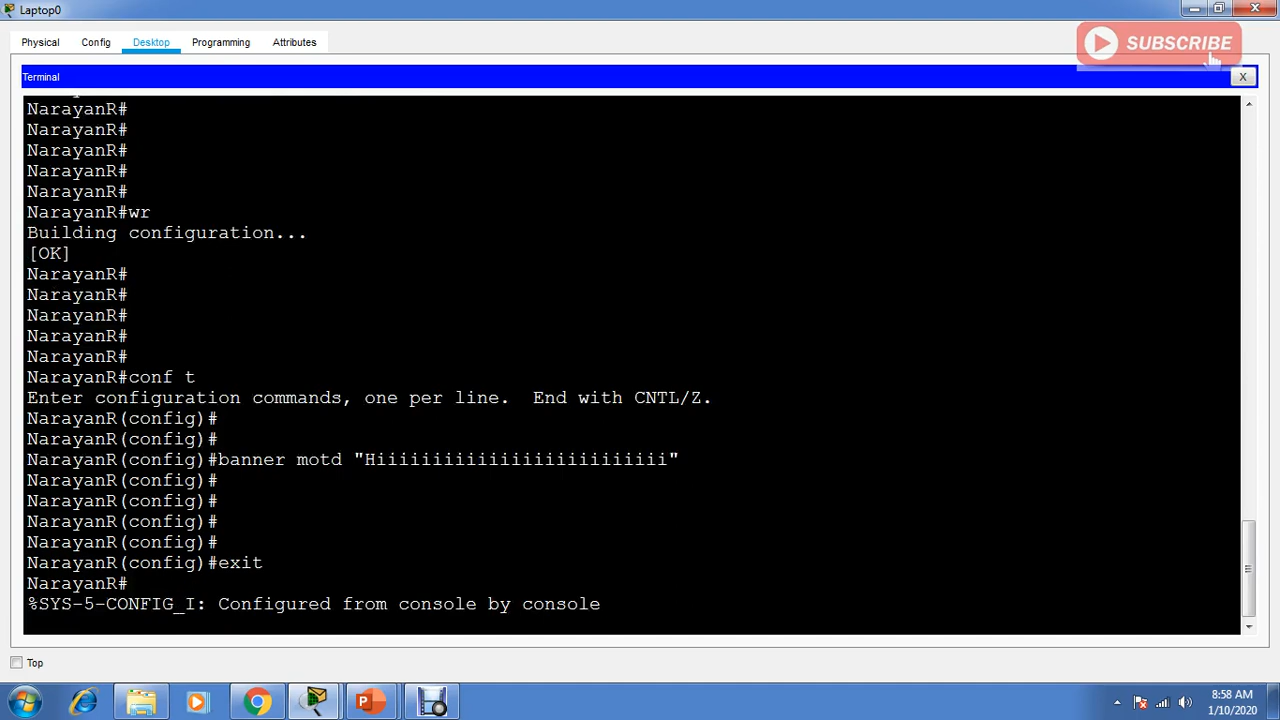 Laptop0
Physical Config Desktop Programming Attributes
SUBSCRIBE
Terminal
X
NarayanR#
NarayanR#
NarayanR#
NarayanR#
NarayanR#
NarayanR#wr
Building configuration...
[OK]
NarayanR#
NarayanR#
NarayanR#
NarayanR#
NarayanR#
NarayanR#conf t
Enter configuration commands, one per line.  End with CNTL/Z.
NarayanR(config)#
NarayanR(config)#
NarayanR(config)#banner motd "Hiiiiiiiiiiiiiiiiiiiiiiiiii"
NarayanR(config)#
NarayanR(config)#
NarayanR(config)#
NarayanR(config)#
NarayanR(config)#exit
NarayanR#
%SYS-5-CONFIG_I: Configured from console by console
Top
P
8:58 AM
1/10/2020